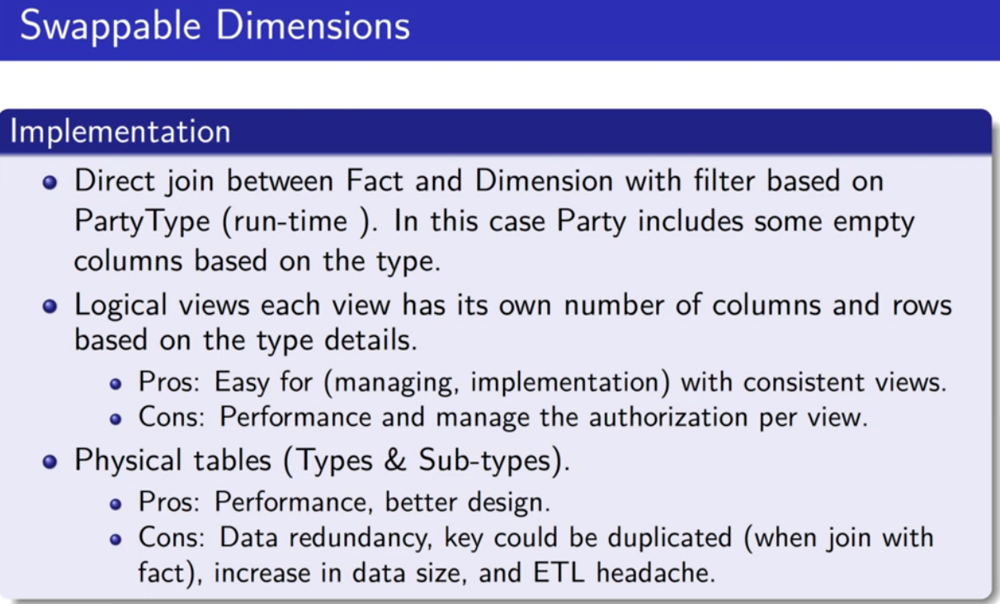 Swappable Dimensions
Implementation
Direct join between Fact and Dimension with filter based on
PartyType (run-time ). In this case Party includes some empty
columns based on the type.
Logical views each view has its own number of columns and rows
based on the type details.
Pros: Easy for (managing, implementation) with consistent views.
Cons: Performance and manage the authorization per view.
Physical tables (Types & Sub-types).
Pros: Performance, better design.
Cons: Data redundancy, key could be duplicated (when join with
fact), increase in data size, and ETL headache.